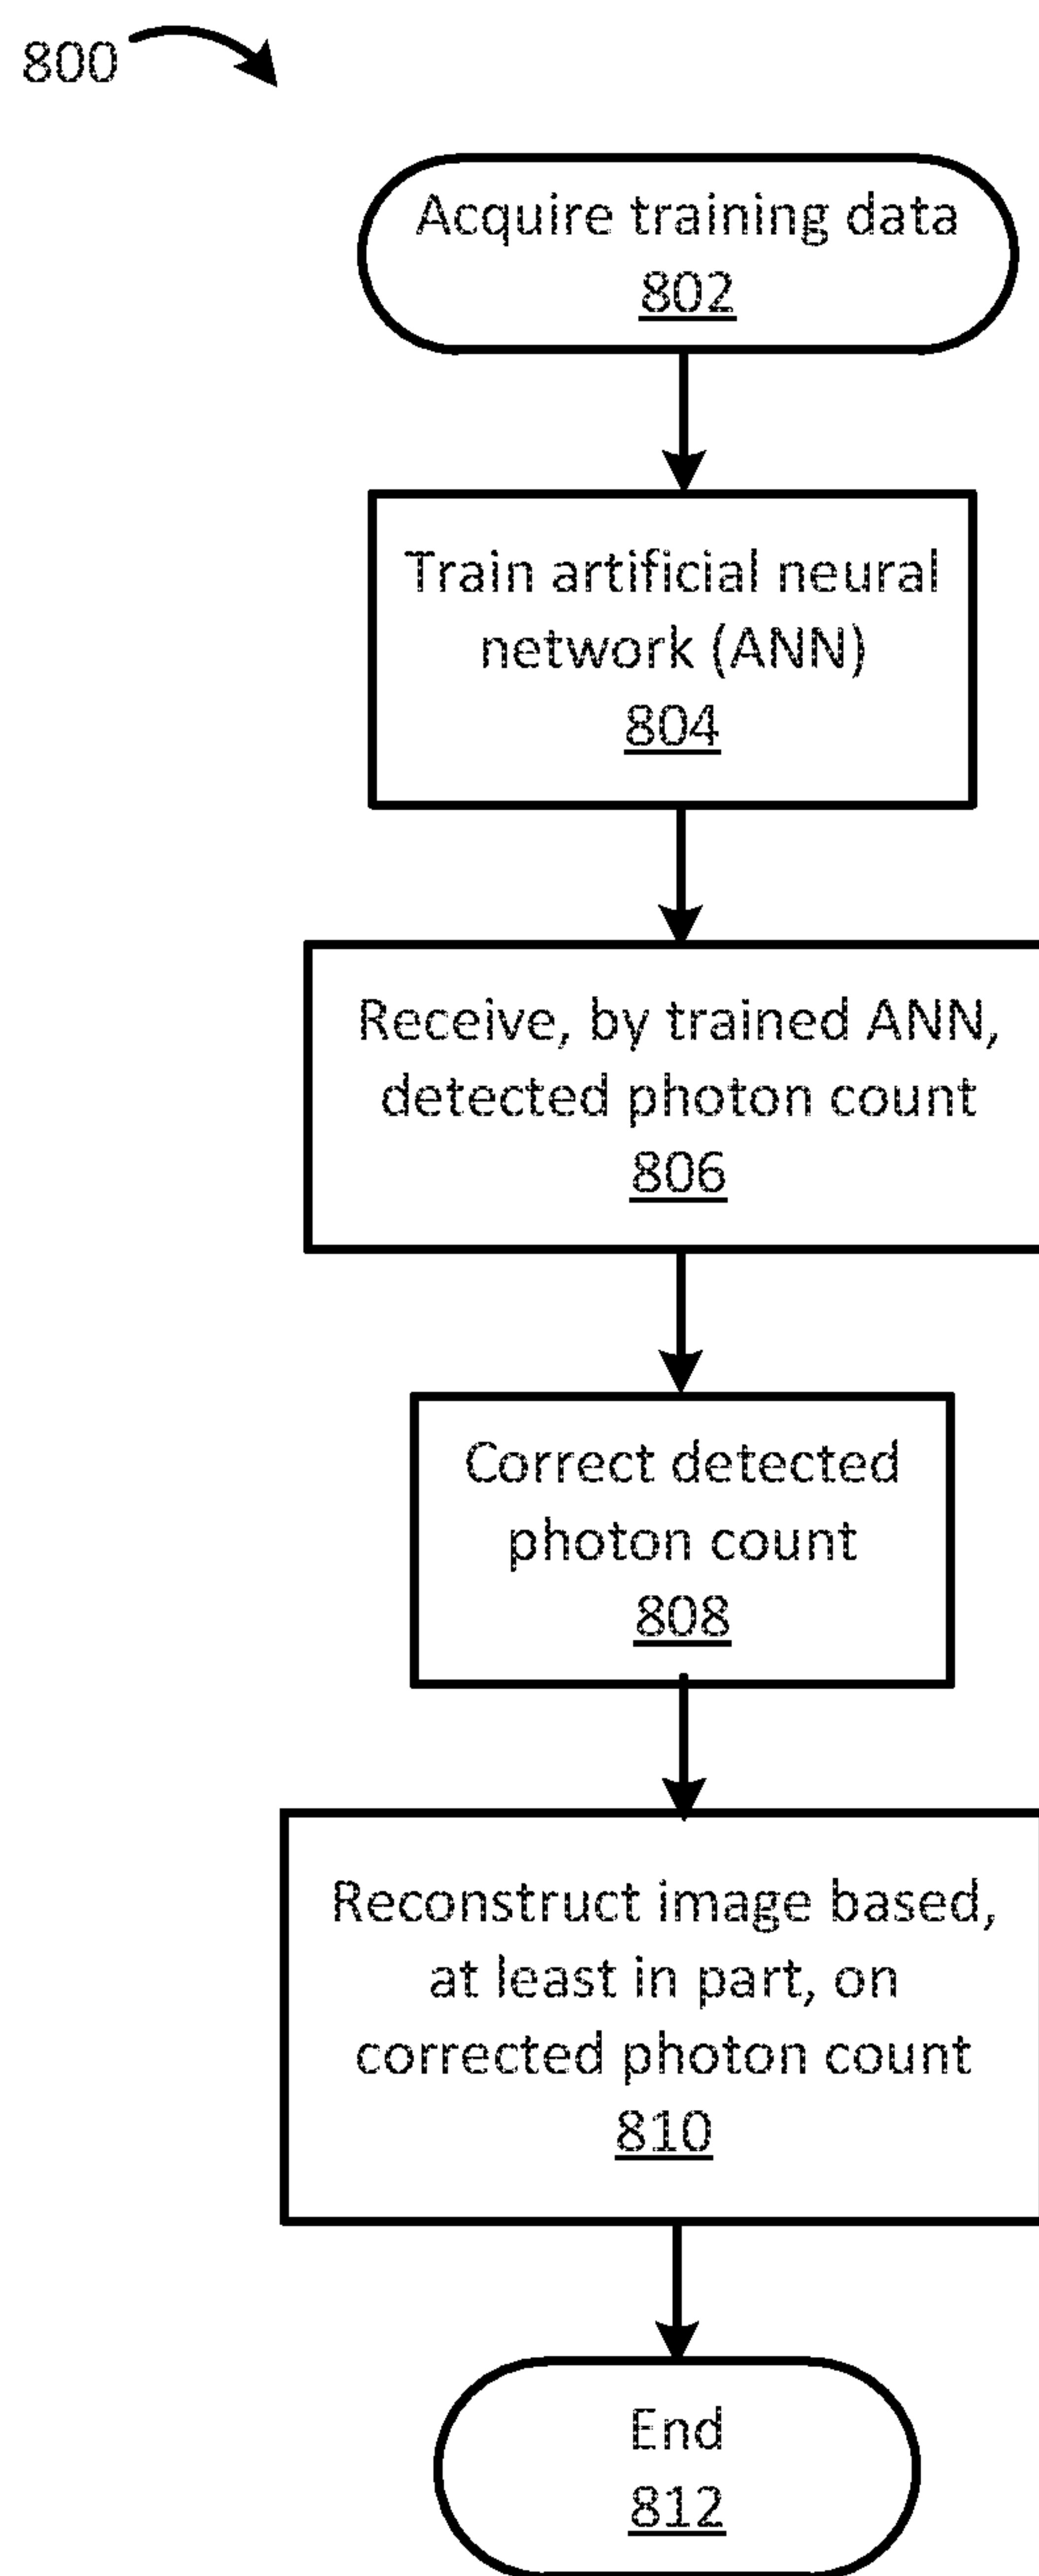 800
Acquire training data
802
Train artificial neural
network (ANN)
804
Receive, by trained ANN,
detected photon count
806
Correct detected
photon count
808
Reconstruct image based,
at least in part, on
corrected photon count
810
End
812